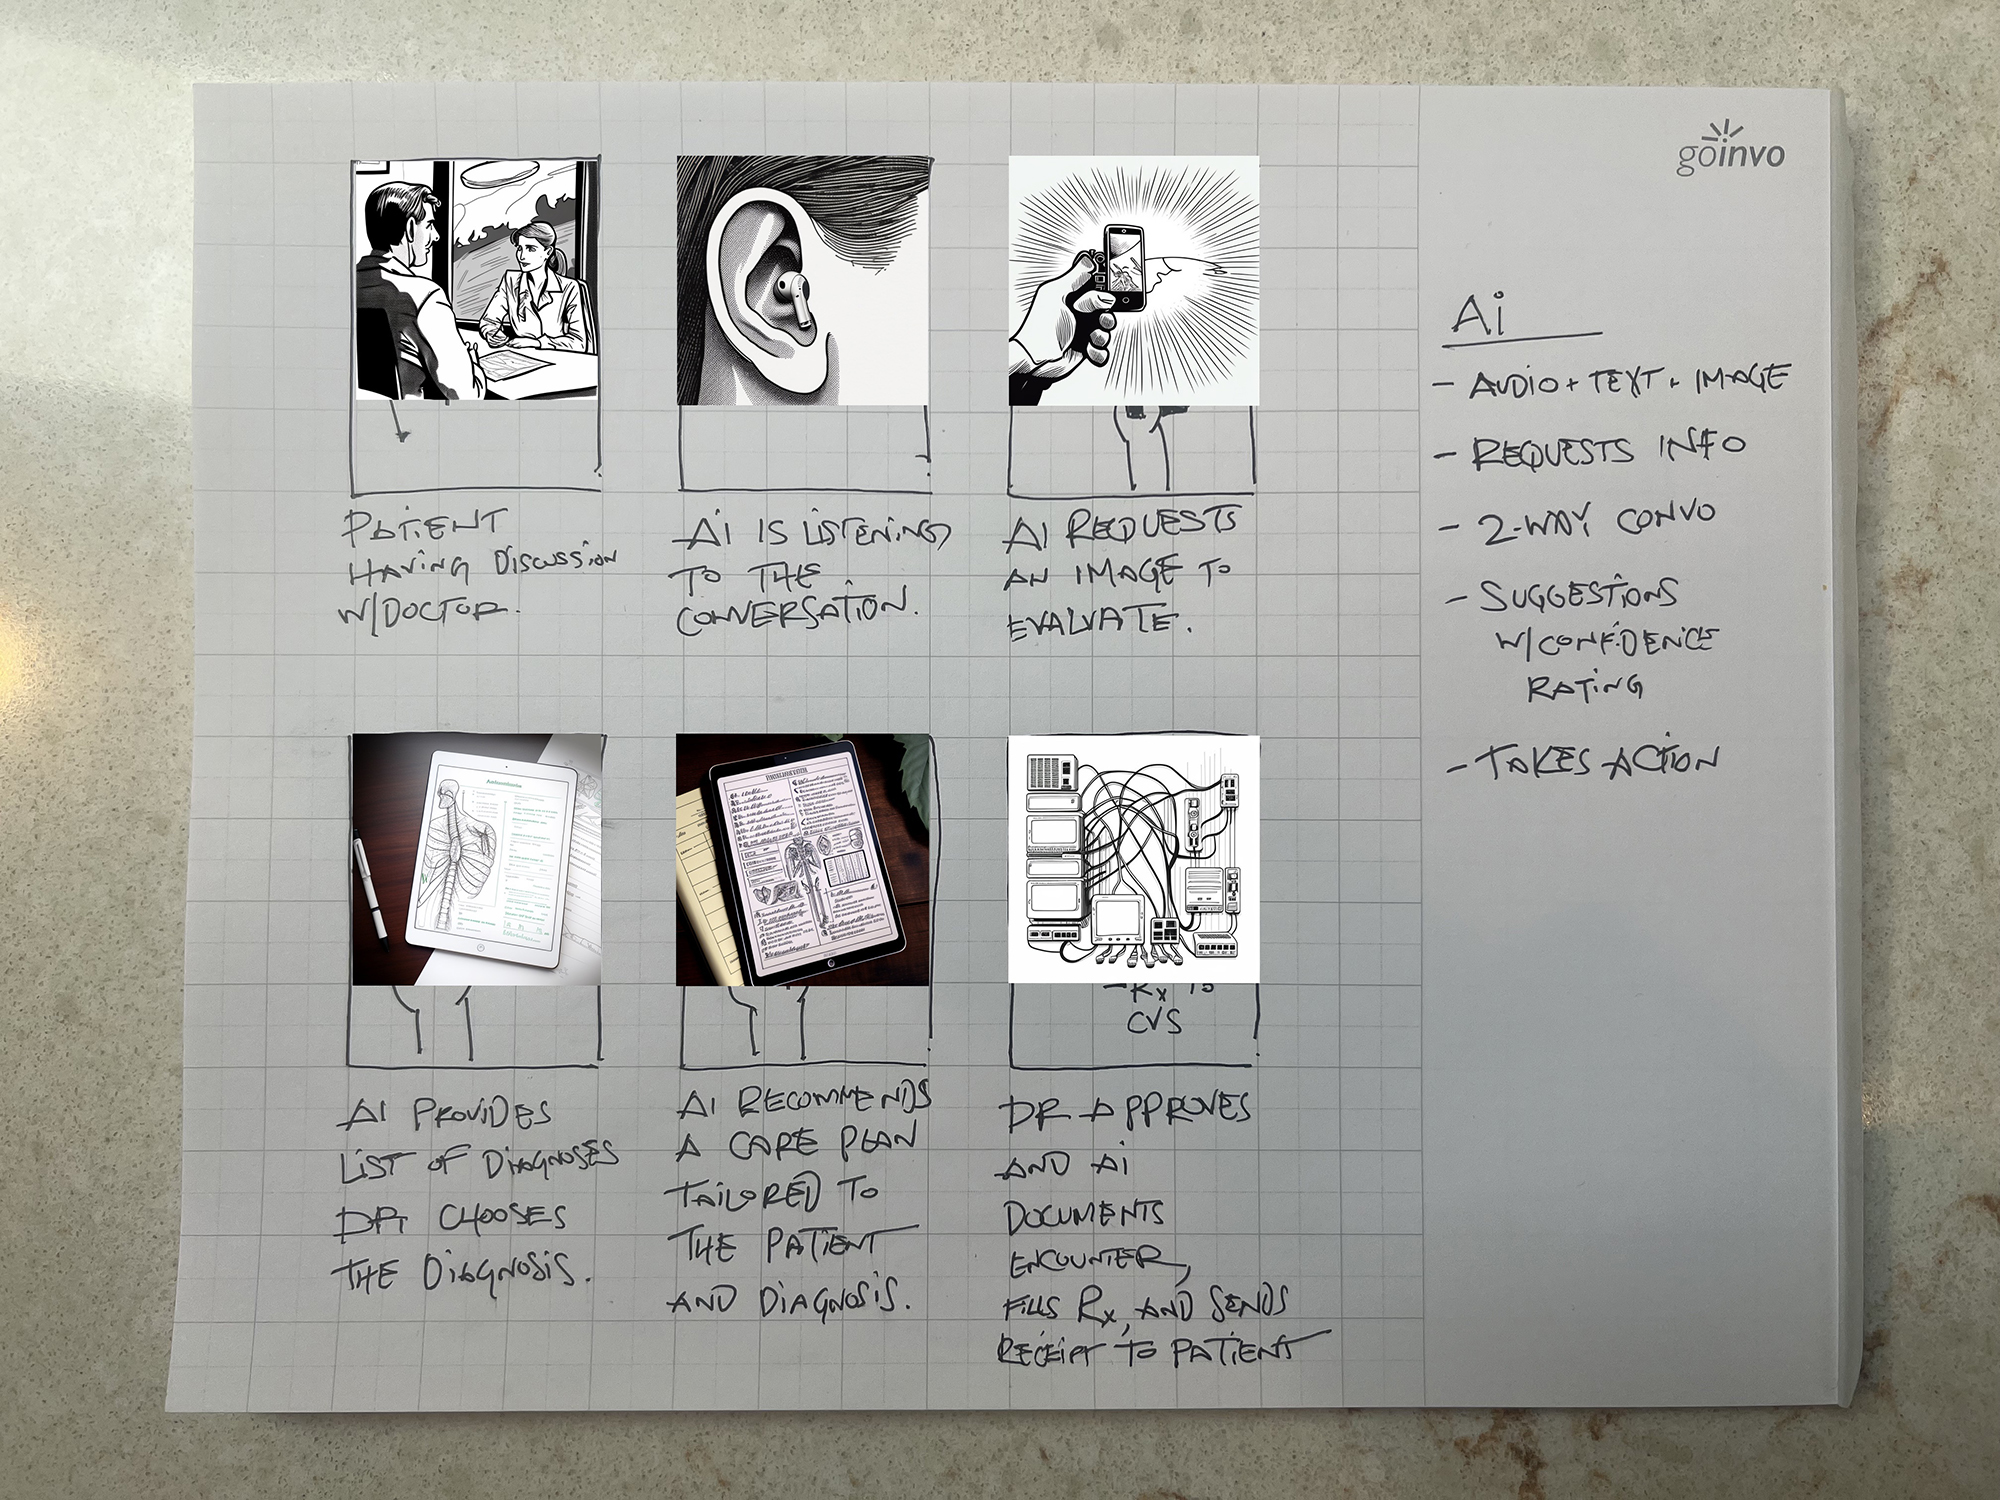 goinvo
PATIENT
HAVING DISCUSSION
W/DOCTOR.
AI IS LISTENING
TO THE
CONVERSATION.
AI REQUESTS
AN IMAGE TO
EVALUATE.
Rx
CVS
AI PROVIDES
LIST OF DIAGNOSES
DR. CHOOSES
THE DIAGNOSIS.
AI RECOMMENDS
A CARE PLAN
TAILORED TO
THE PATIENT
AND DIAGNOSIS.
DR APPROVES
AND AI
DOCUMENTS
ENCOUNTER,
FILLS Rx, AND SENDS
RECEIPT TO PATIENT
Ai
- AUDIO + TEXT + IMAGE
- REQUESTS INFO
- 2-WAY CONVO
- SUGGESTIONS
W/CONFIDENCE
RATING
- TAKES ACTION